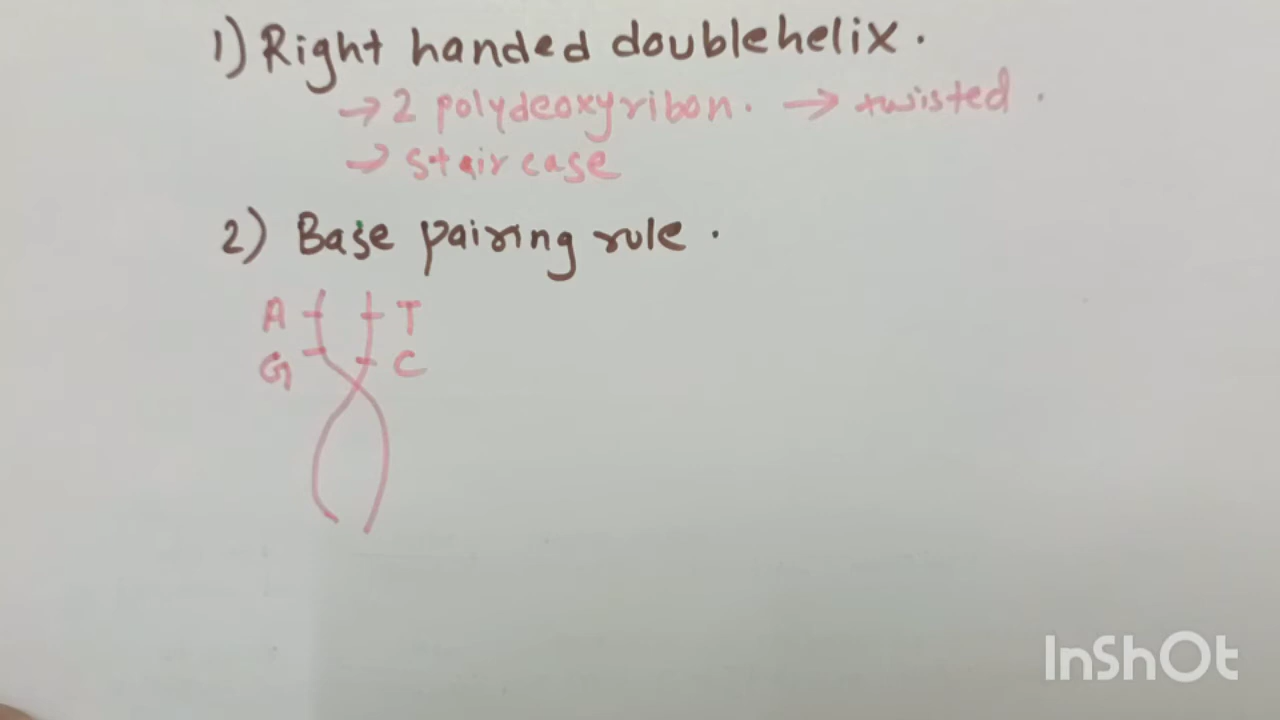 1) Right handed doublehelix.
→ 2 polydeoxyribon. → twisted.
→ staircase
2) Base pairing rule.
A T
G C
InShOt